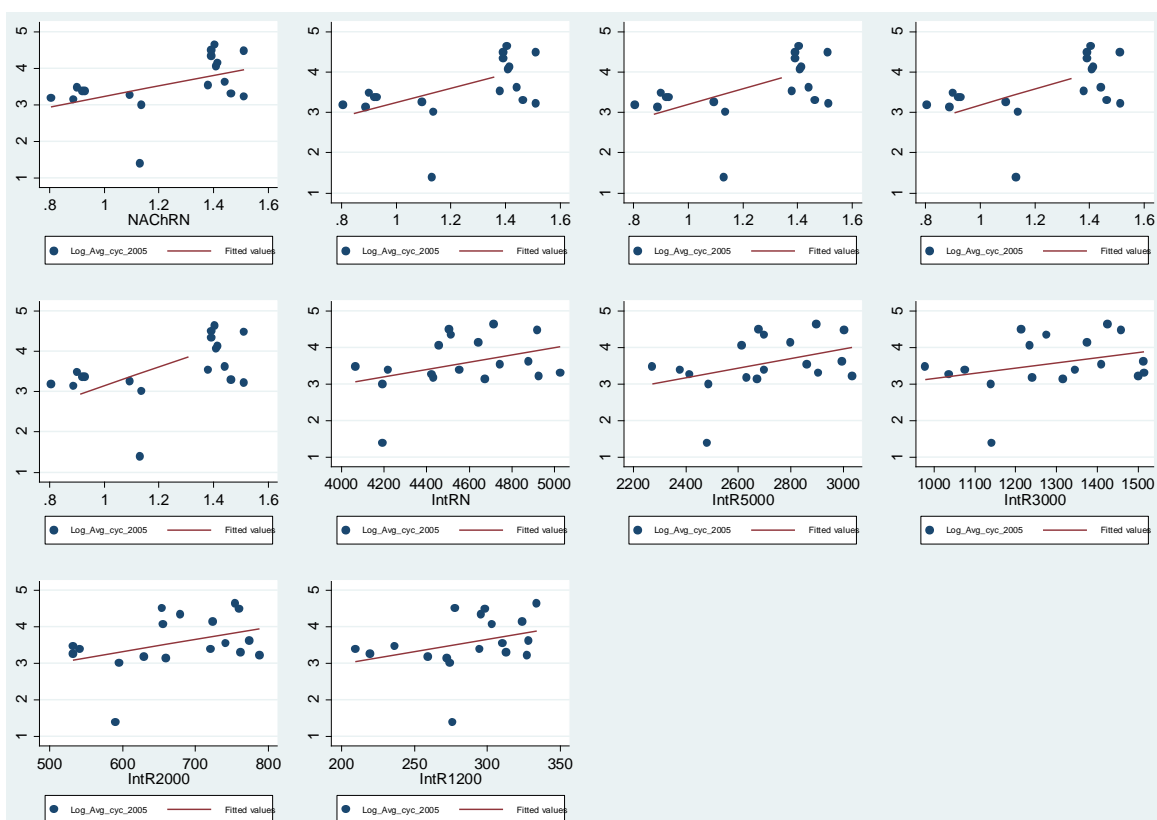 5
4
3
2
1
.8 1 1.2 1.4 1.6
NAChRN
Log_Avg_cyc_2005 Fitted values
5
4
3
2
1
.8 1 1.2 1.4 1.6
Log_Avg_cyc_2005 Fitted values
5
4
3
2
1
.8 1 1.2 1.4 1.6
Log_Avg_cyc_2005 Fitted values
5
4
3
2
1
.8 1 1.2 1.4 1.6
Log_Avg_cyc_2005 Fitted values
5
4
3
2
1
.8 1 1.2 1.4 1.6
Log_Avg_cyc_2005 Fitted values
5
4
3
2
1
4000 4200 4400 4600 4800 5000
IntRN
Log_Avg_cyc_2005 Fitted values
5
4
3
2
1
2200 2400 2600 2800 3000
IntR5000
Log_Avg_cyc_2005 Fitted values
5
4
3
2
1
1000 1100 1200 1300 1400 1500
IntR3000
Log_Avg_cyc_2005 Fitted values
5
4
3
2
1
500 600 700 800
IntR2000
Log_Avg_cyc_2005 Fitted values
5
4
3
2
1
200 250 300 350
IntR1200
Log_Avg_cyc_2005 Fitted values